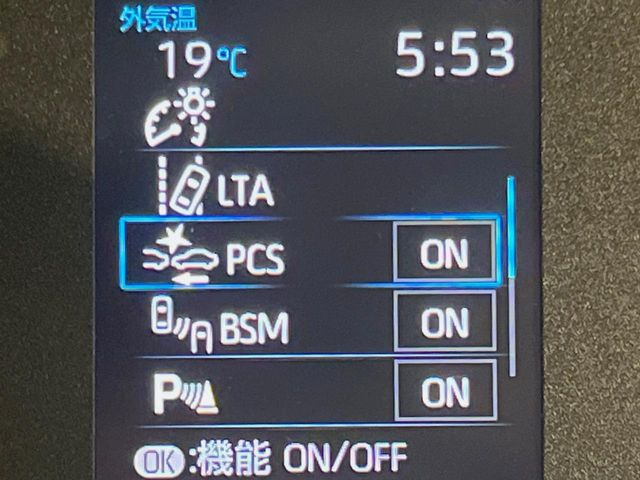 外気温
19℃ 5:53
LTA
PCS ON
BSM ON
P ON
OK:機能 ON/OFF